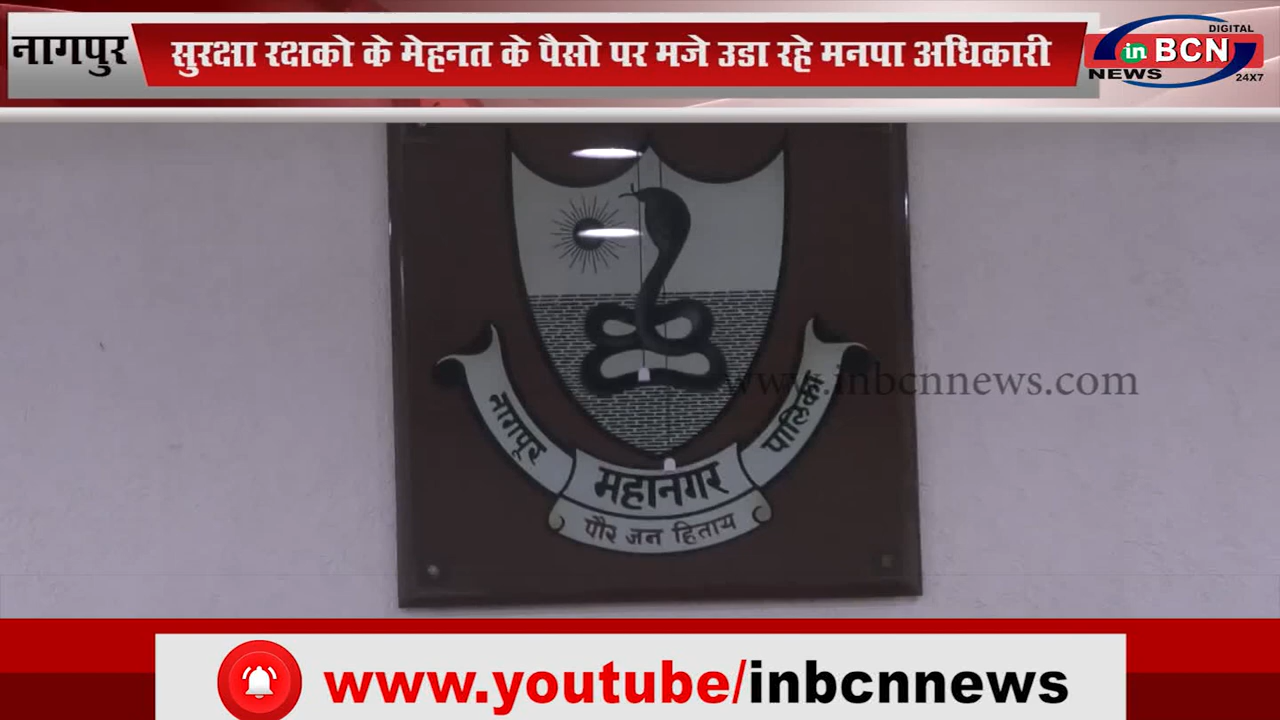 नागपुर
सुरक्षा रक्षको के मेहनत के पैसो पर मजे उडा रहे मनपा अधिकारी
DIGITAL
in BCN
NEWS
24X7
www.inbcnnews.com
नागपूर महानगर पालिका
पौर जन हिताय
www.youtube/inbcnnews